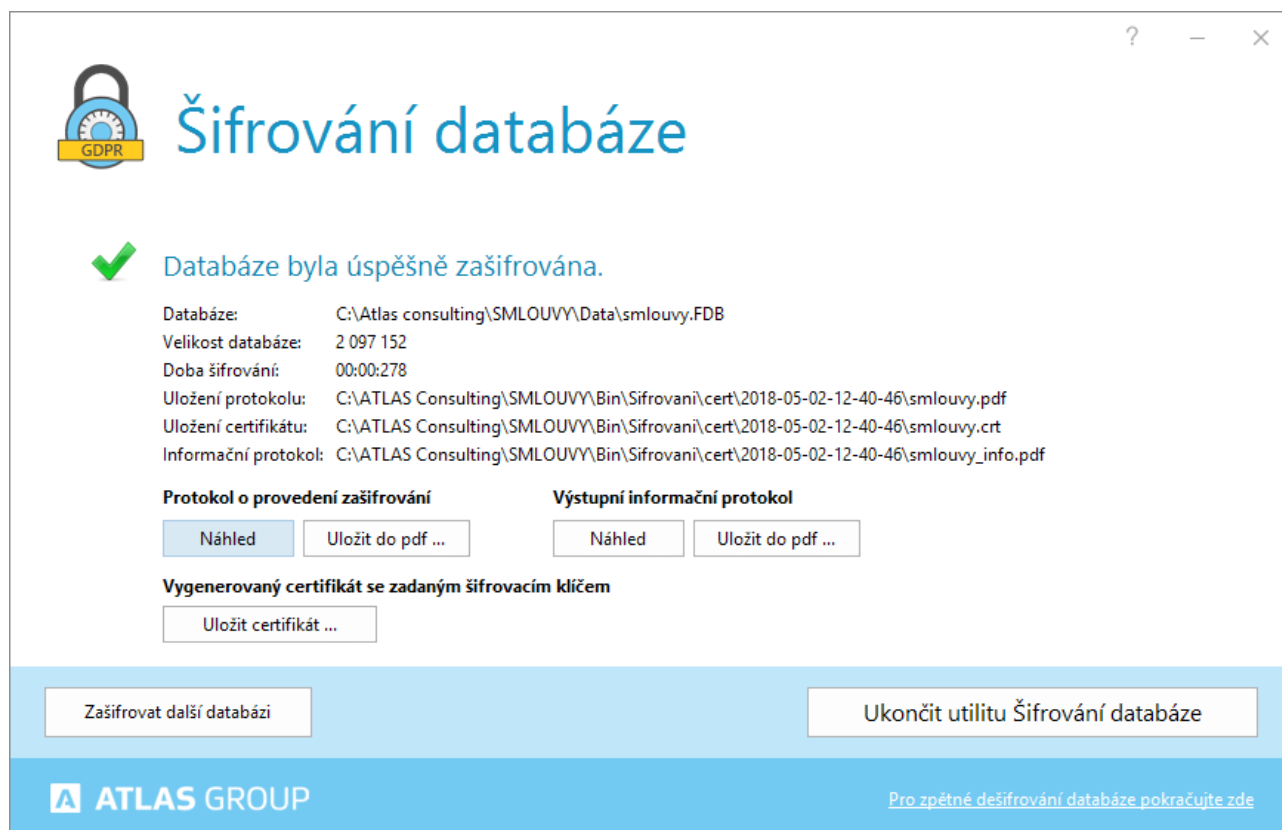 ?
GDPR
Šifrování databáze
Databáze byla úspěšně zašifrována.
Databáze: C:\Atlas consulting\SMLOUVY\Data\smlouvy.FDB
Velikost databáze: 2 097 152
Doba šifrování: 00:00:278
Uložení protokolu: C:\ATLAS Consulting\SMLOUVY\Bin\Sifrovani\cert\2018-05-02-12-40-46\smlouvy.pdf
Uložení certifikátu: C:\ATLAS Consulting\SMLOUVY\Bin\Sifrovani\cert\2018-05-02-12-40-46\smlouvy.crt
Informační protokol: C:\ATLAS Consulting\SMLOUVY\Bin\Sifrovani\cert\2018-05-02-12-40-46\smlouvy_info.pdf
Protokol o provedení zašifrování Výstupní informační protokol
Náhled Uložit do pdf ... Náhled Uložit do pdf ...
Vygenerovaný certifikát se zadaným šifrovacím klíčem
Uložit certifikát ...
Zašifrovat další databázi Ukončit utilitu Šifrování databáze
ATLAS GROUP Pro zpětné dešifrování databáze pokračujte zde